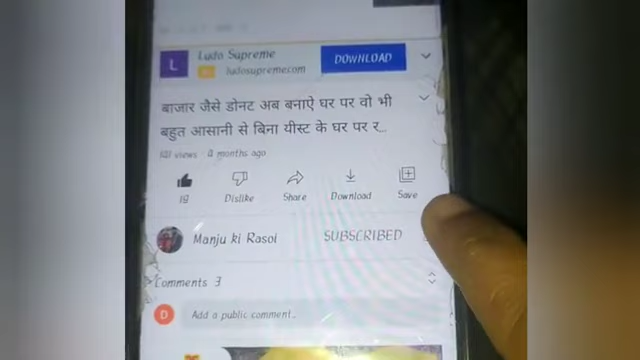 L
Ludo Supreme
ludosupreme.com
DOWNLOAD
बाजार जैसे डोनट अब बनाऐ घर पर वो भी
बहुत आसानी से बिना यीस्ट के घर पर र...
views · months ago
19 Dislike Share Download Save
Manju ki Rasoi SUBSCRIBED
Comments 3
D Add a public comment..